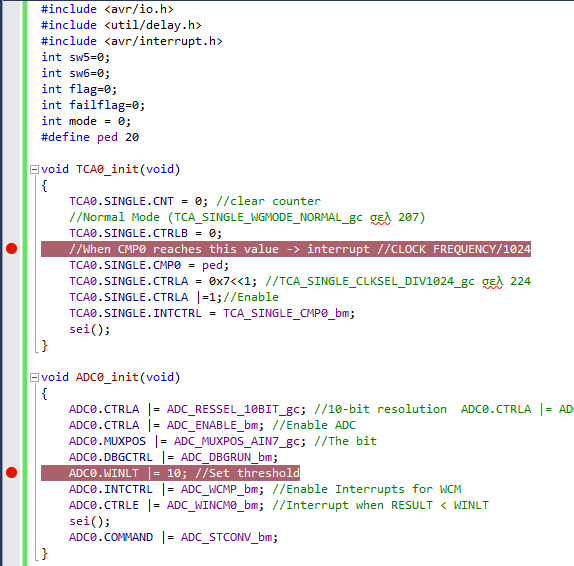 #include <avr/io.h>
#include <util/delay.h>
#include <avr/interrupt.h>
int sw5=0;
int sw6=0;
int flag=0;
int failflag=0;
int mode = 0;
#define ped 20
void TCA0_init(void)
{
TCA0.SINGLE.CNT = 0; //clear counter
//Normal Mode (TCA_SINGLE_WGMODE_NORMAL_gc σελ 207)
TCA0.SINGLE.CTRLB = 0;
//When CMP0 reaches this value -> interrupt //CLOCK FREQUENCY/1024
TCA0.SINGLE.CMP0 = ped;
TCA0.SINGLE.CTRLA = 0x7<<1; //TCA_SINGLE_CLKSEL_DIV1024_gc σελ 224
TCA0.SINGLE.CTRLA |=1;//Enable
TCA0.SINGLE.INTCTRL = TCA_SINGLE_CMP0_bm;
sei();
}
void ADC0_init(void)
{
ADC0.CTRLA |= ADC_RESSEL_10BIT_gc; //10-bit resolution  ADC0.CTRLA |= AD
ADC0.CTRLA |= ADC_ENABLE_bm; //Enable ADC
ADC0.MUXPOS |= ADC_MUXPOS_AIN7_gc; //The bit
ADC0.DBGCTRL |= ADC_DBGRUN_bm;
ADC0.WINLT |= 10; //Set threshold
ADC0.INTCTRL |= ADC_WCMP_bm; //Enable Interrupts for WCM
ADC0.CTRLE |= ADC_WINCM0_bm; //Interrupt when RESULT < WINLT
sei();
ADC0.COMMAND |= ADC_STCONV_bm;
}